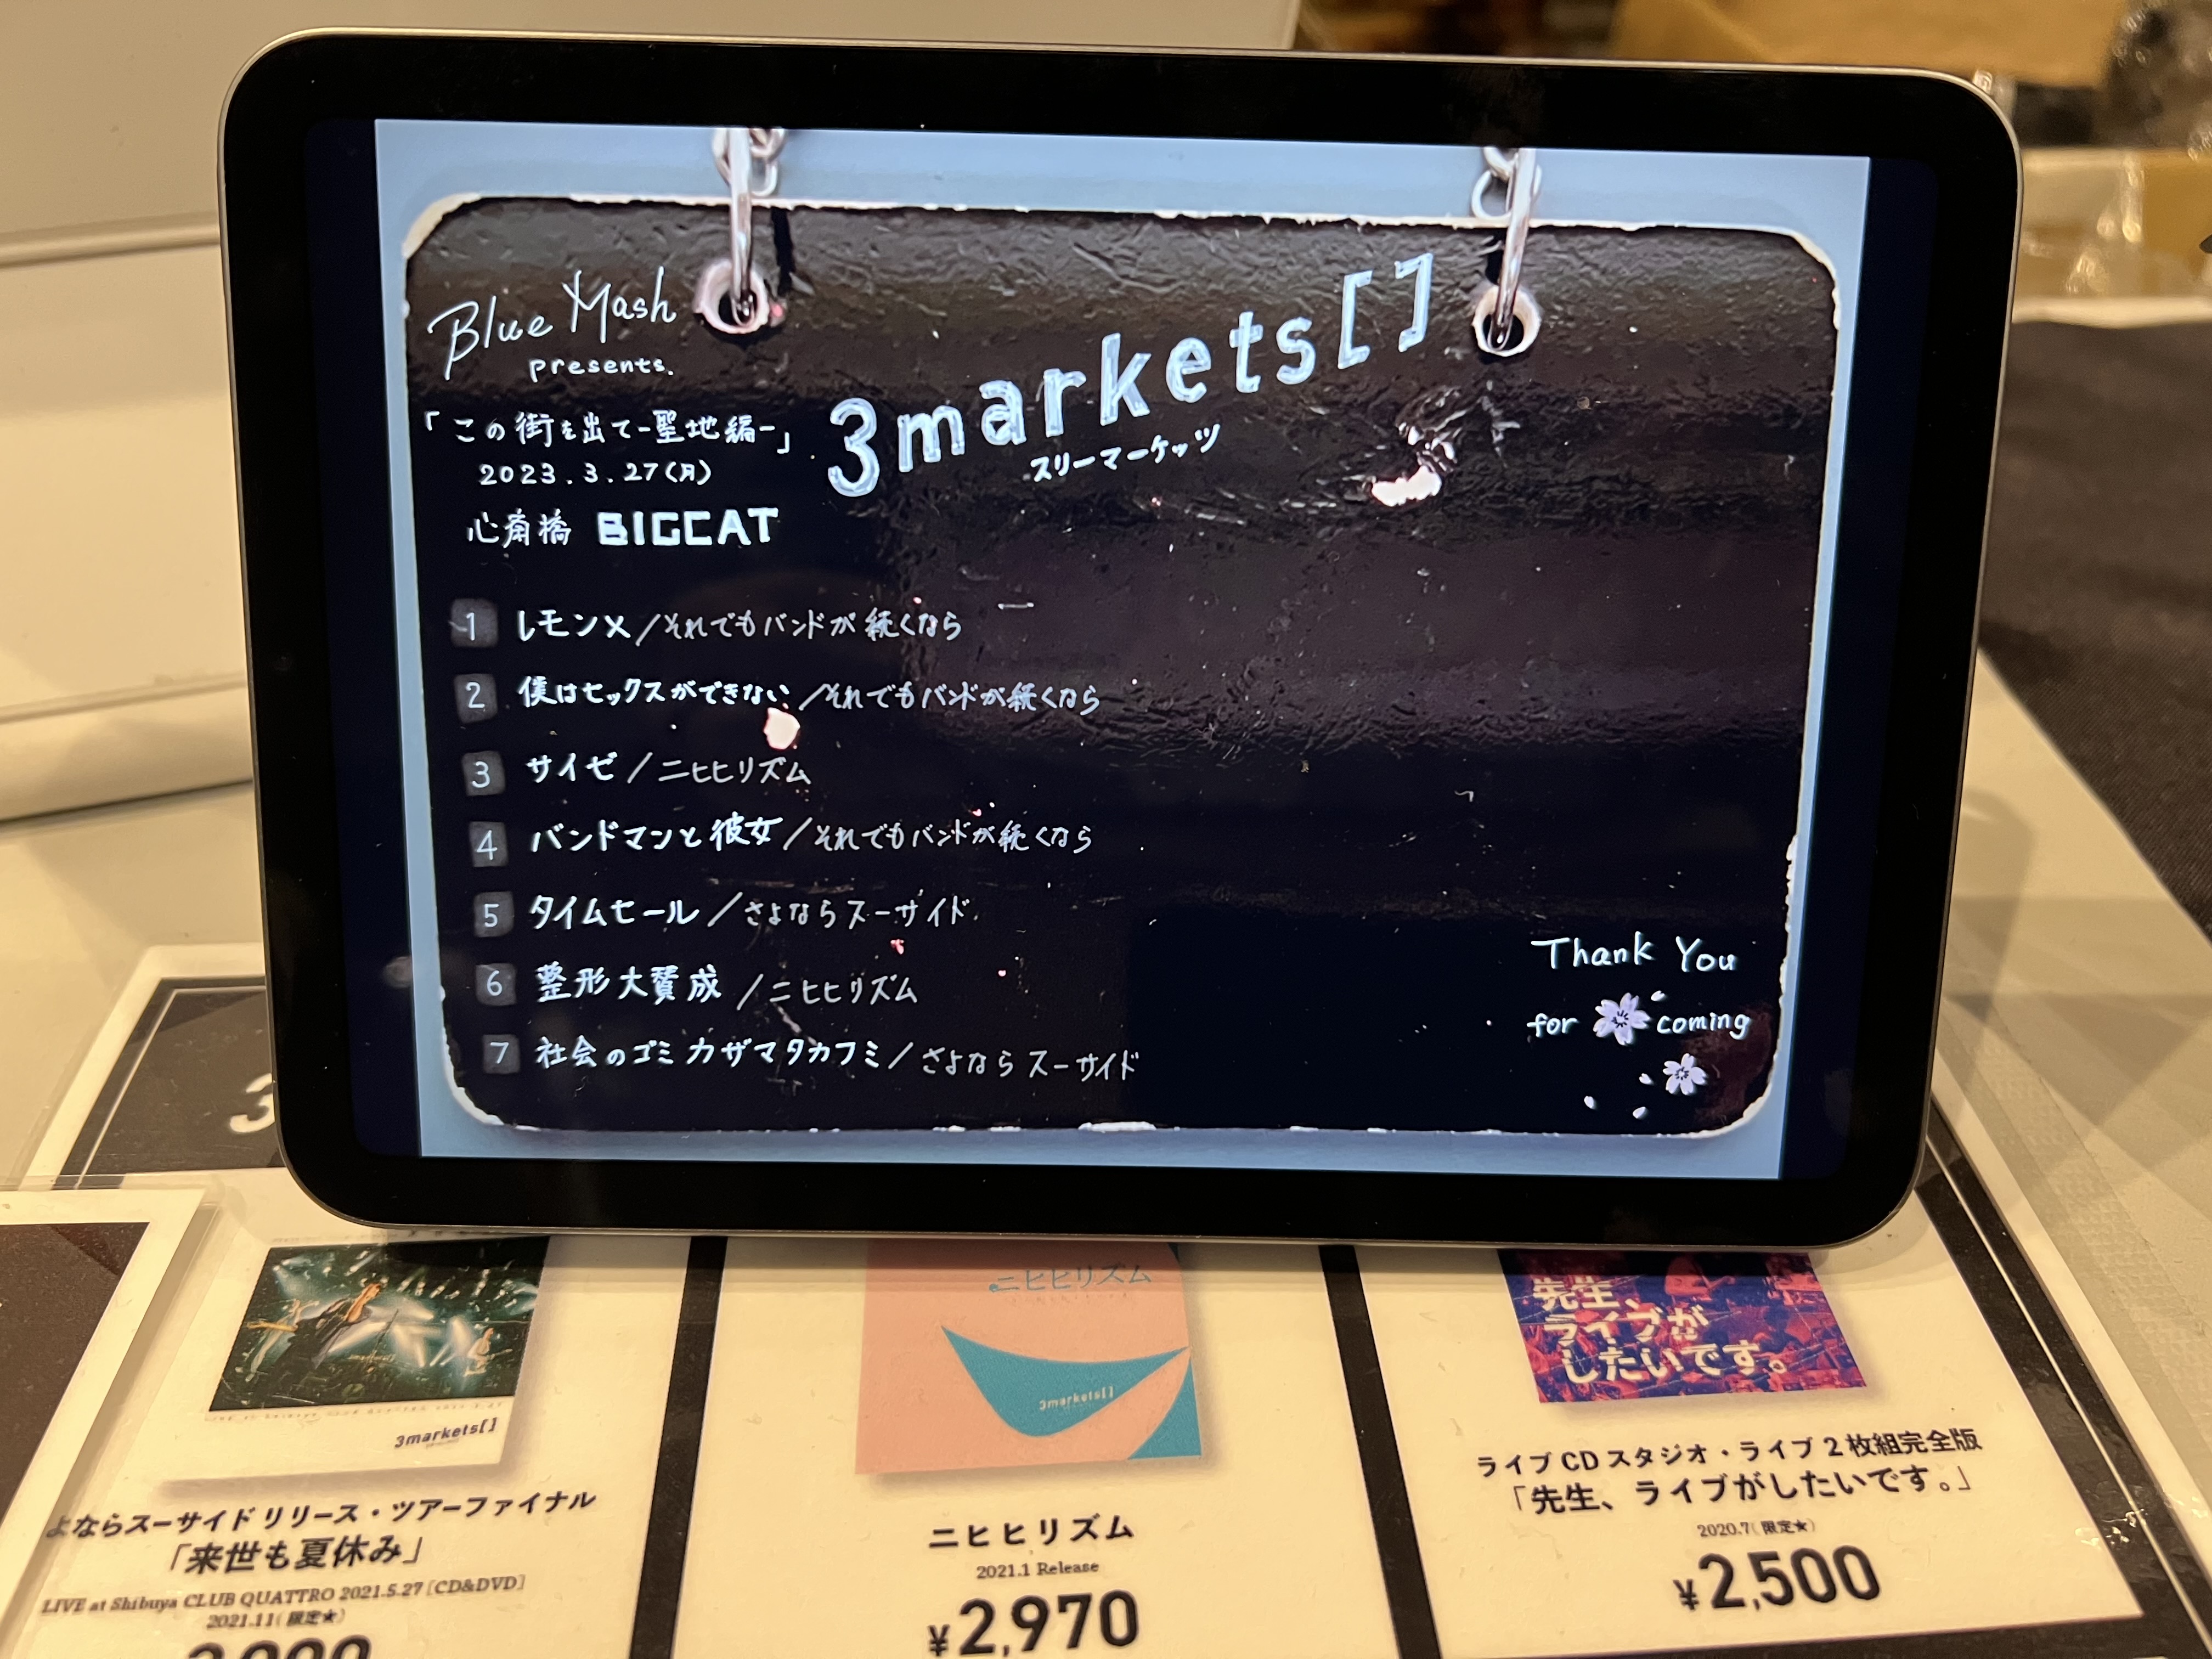 Blue Mash
presents.
「この街を出て-聖地編-」
2023.3.27(月)
心斎橋 BIGCAT
3markets[]
スリーマーケッツ
1 レモン×/それでもバンドが続くなら
2 僕はセックスができない/それでもバンドが続くなら
3 サイゼ/ニヒヒリズム
4 バンドマンと彼女/それでもバンドが続くなら
5 タイムセール/さよならスーサイド
6 整形大賛成/ニヒヒリズム
7 社会のゴミカザマタカフミ/さよならスーサイド
Thank You
for coming
3
3markets[]
よならスーサイド リリース・ツアーファイナル
「来世も夏休み」
LIVE at Shibuya CLUB QUATTRO 2021.5.27 [CD&DVD]
2021.11(限定★)
ニヒヒリズム
3markets[]
ニヒヒリズム
2021.1 Release
¥2,970
先生、
ライブが
したいです。
ライブCD スタジオ・ライブ 2枚組完全版
「先生、ライブがしたいです。」
2020.7(限定★)
¥2,500